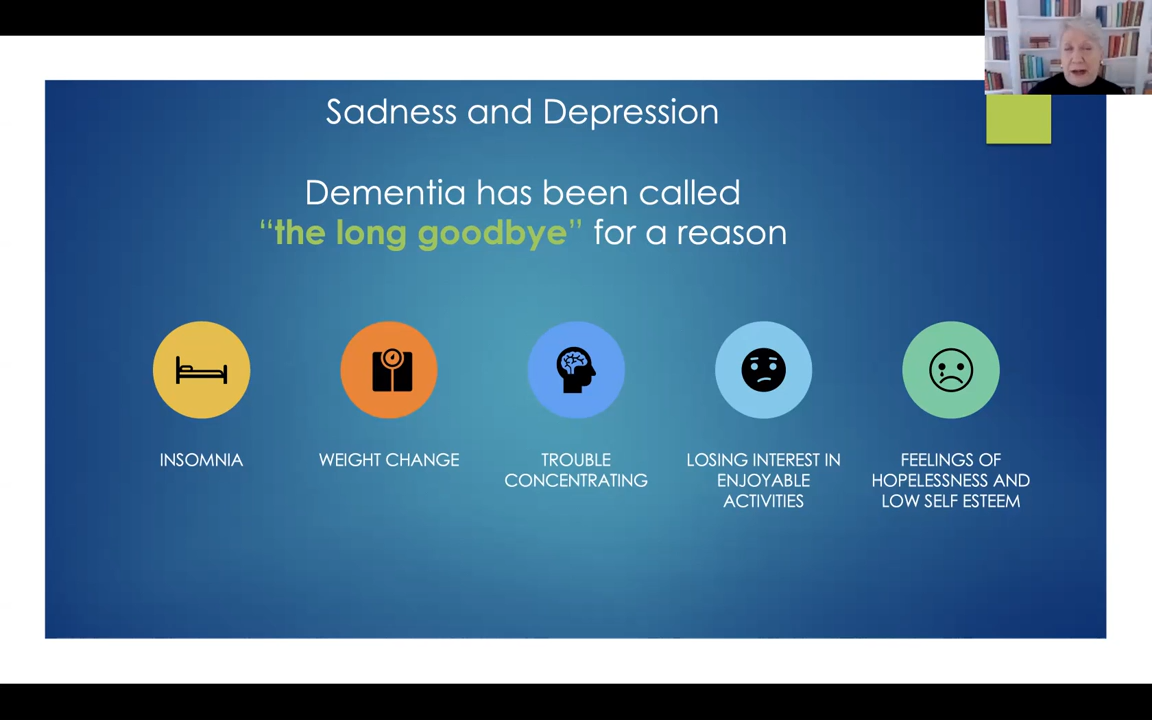 Sadness and Depression
Dementia has been called
“the long goodbye” for a reason
INSOMNIA
WEIGHT CHANGE
TROUBLE
CONCENTRATING
LOSING INTEREST IN
ENJOYABLE
ACTIVITIES
FEELINGS OF
HOPELESSNESS AND
LOW SELF ESTEEM